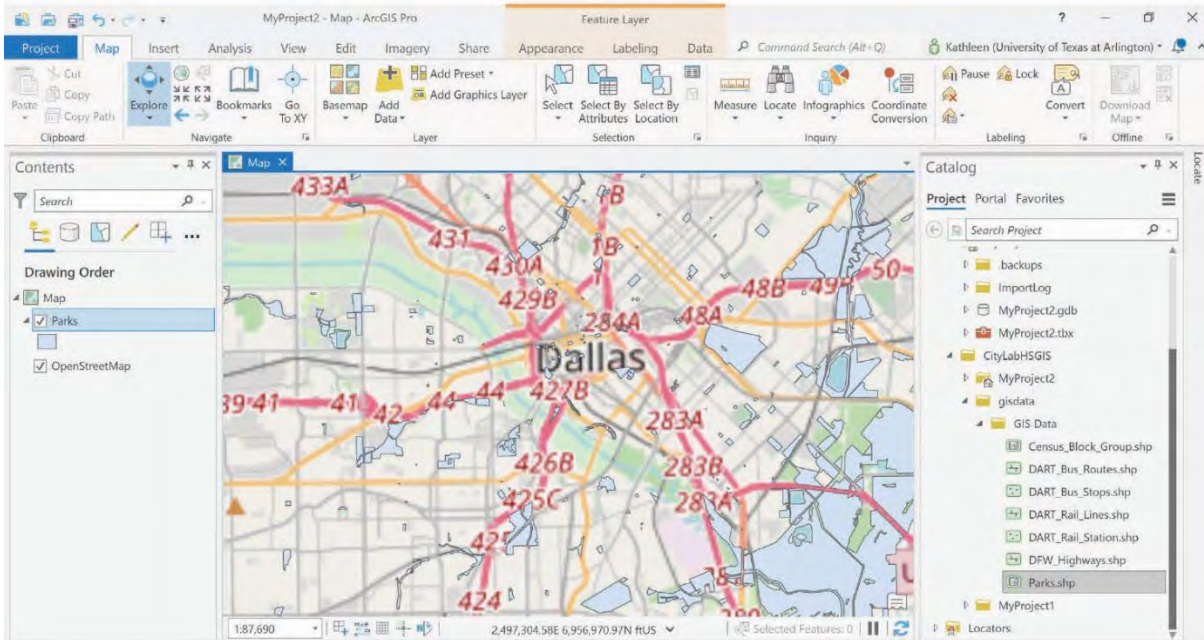 MyProject2 - Map - ArcGIS Pro
Feature Layer
?
Project Map Insert Analysis View Edit Imagery Share Appearance Labeling Data Command Search (Alt+Q) Kathleen (University of Texas at Arlington)
Paste
Cut
Copy
Copy Path
Clipboard
Explore
Bookmarks
Go To XY
Navigate
Basemap
Add Data
Add Preset
Add Graphics Layer
Layer
Select
Select By Attributes
Select By Location
Selection
Measure
Locate
Infographics
Coordinate Conversion
Inquiry
Pause
Lock
Convert
Labeling
Download Map
Offline
Contents
Search
Drawing Order
Map
Parks
OpenStreetMap
Map
433A
431
430A
429B
B
1B
284A
48A
48B
49A
50
Dallas
427B
39
41
41
42
44
44
283A
426B
283B
283A
425C
425
424
1:87,690
2,497,304.58E 6,956,970.97N ftUS
Selected Features: 0
Catalog
Project Portal Favorites
Search Project
.backups
ImportLog
MyProject2.gdb
MyProject2.tbx
CityLabHSGIS
MyProject2
gisdata
GIS Data
Census_Block_Group.shp
DART_Bus_Routes.shp
DART_Bus_Stops.shp
DART_Rail_Lines.shp
DART_Rail_Station.shp
DFW_Highways.shp
Parks.shp
MyProject1
Locators
Locate